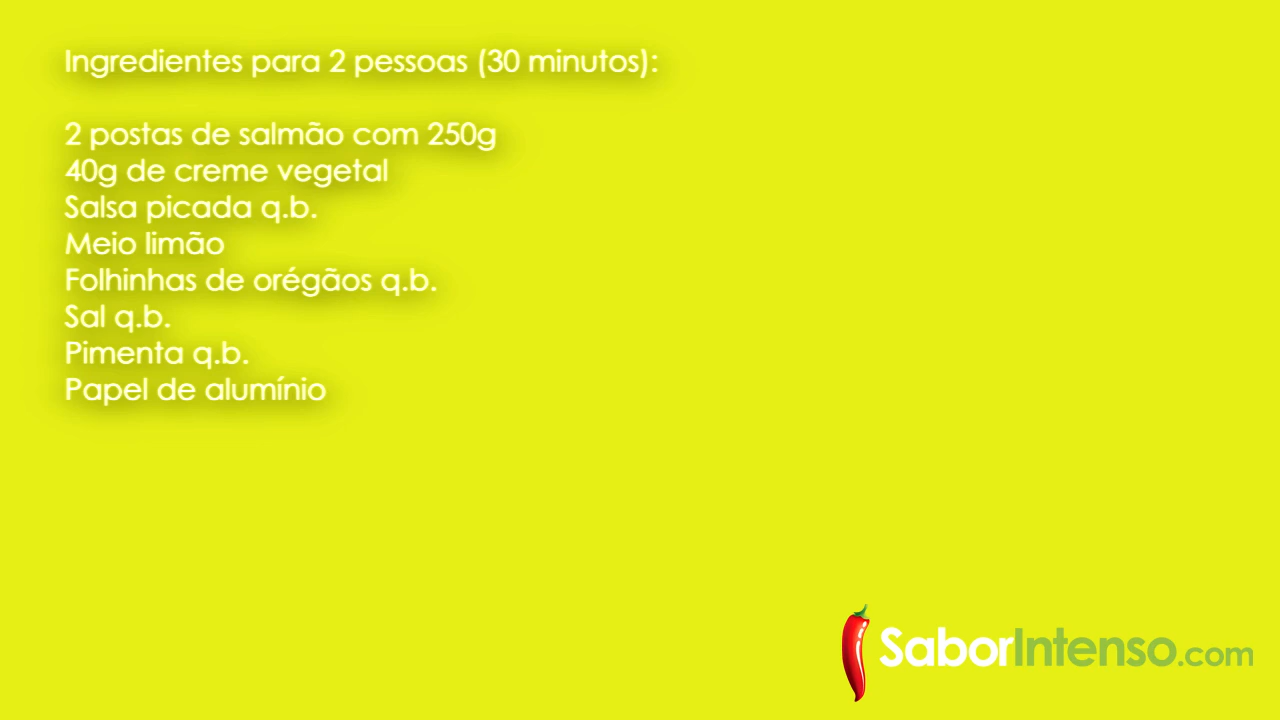 Ingredientes para 2 pessoas (30 minutos):
2 postas de salmão com 250g
40g de creme vegetal
Salsa picada q.b.
Meio limão
Folhinhas de orégãos q.b.
Sal q.b.
Pimenta q.b.
Papel de alumínio
SaborIntenso.com